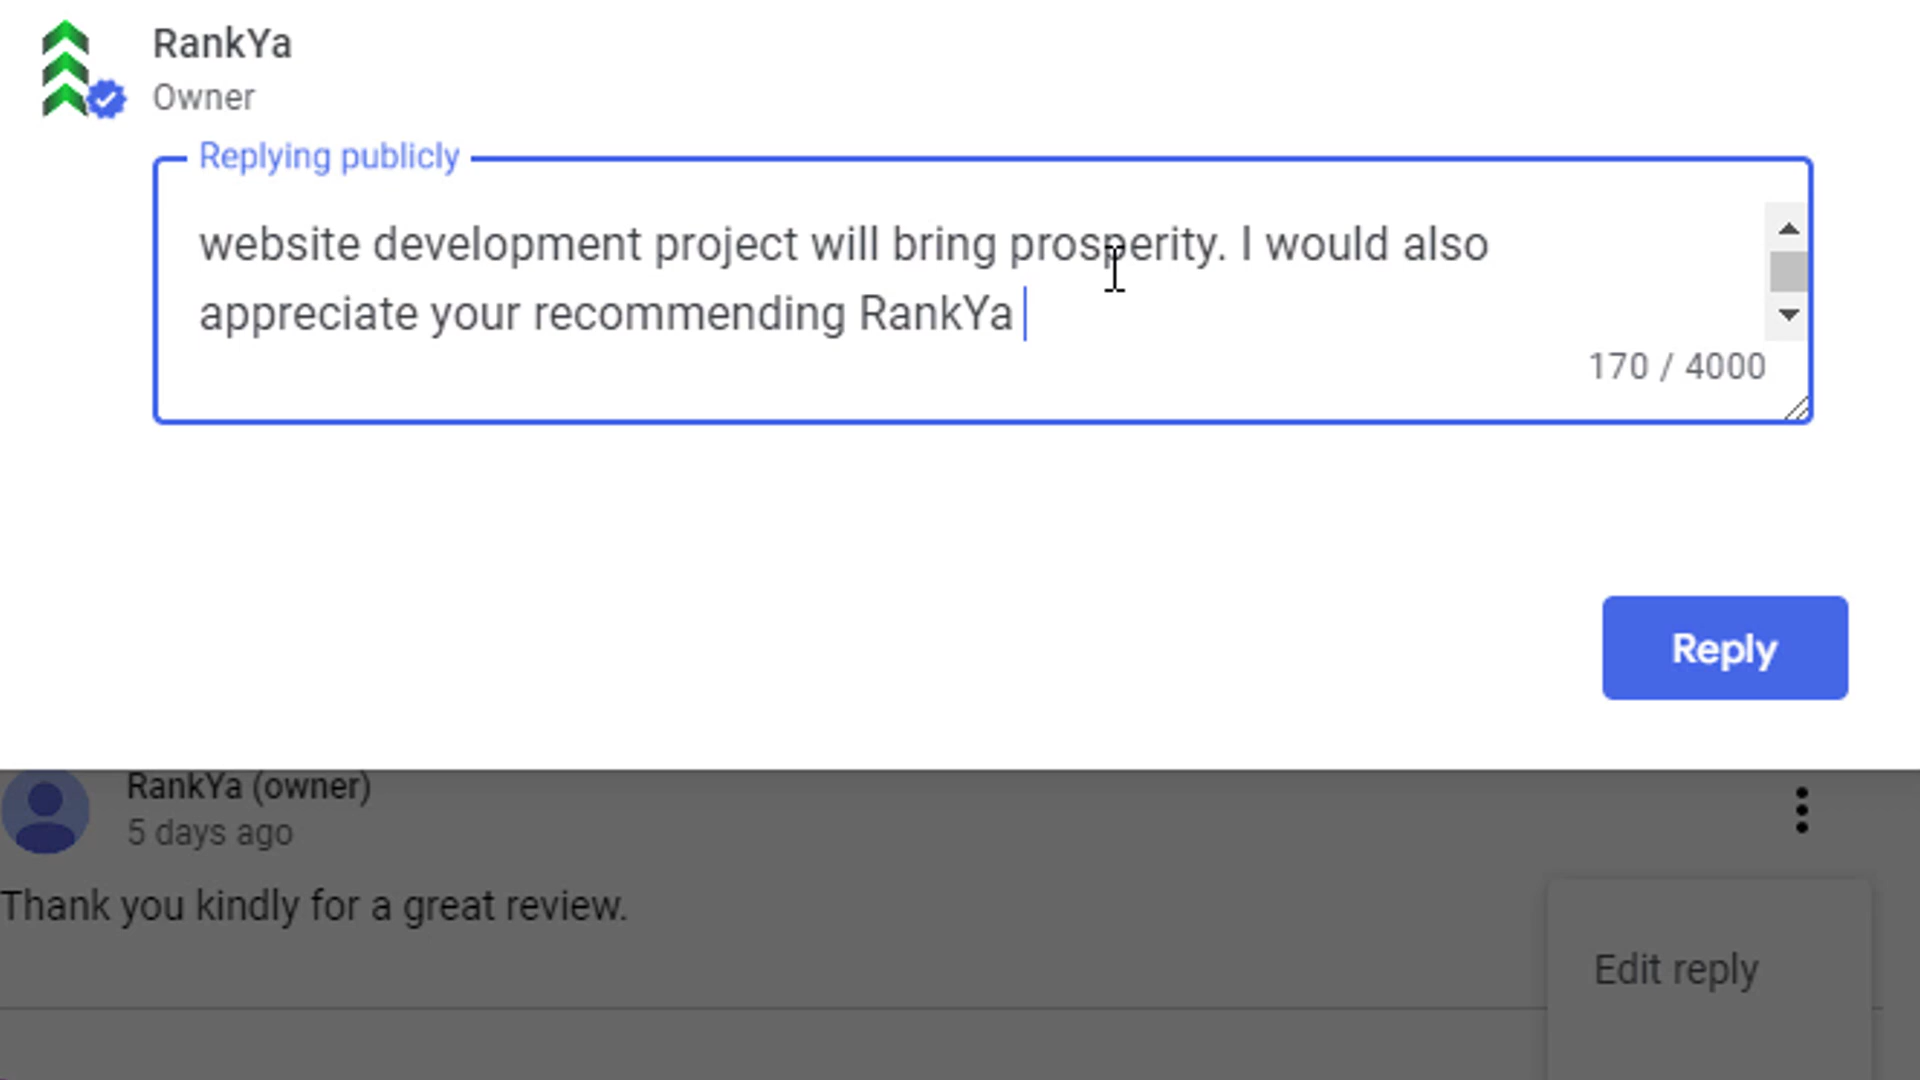 RankYa
Owner
Replying publicly
website development project will bring prosperity. I would also
appreciate your recommending RankYa
170 / 4000
Reply
RankYa (owner)
5 days ago
Thank you kindly for a great review.
Edit reply